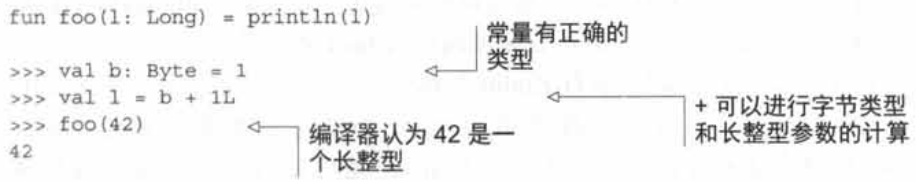 fun foo(l: Long) = println(l)
常量有正确的
类型
>>> val b: Byte = 1
>>> val l = b + 1L
+ 可以进行字节类型
和长整型参数的计算
>>> foo(42)
编译器认为 42 是一
个长整型
42